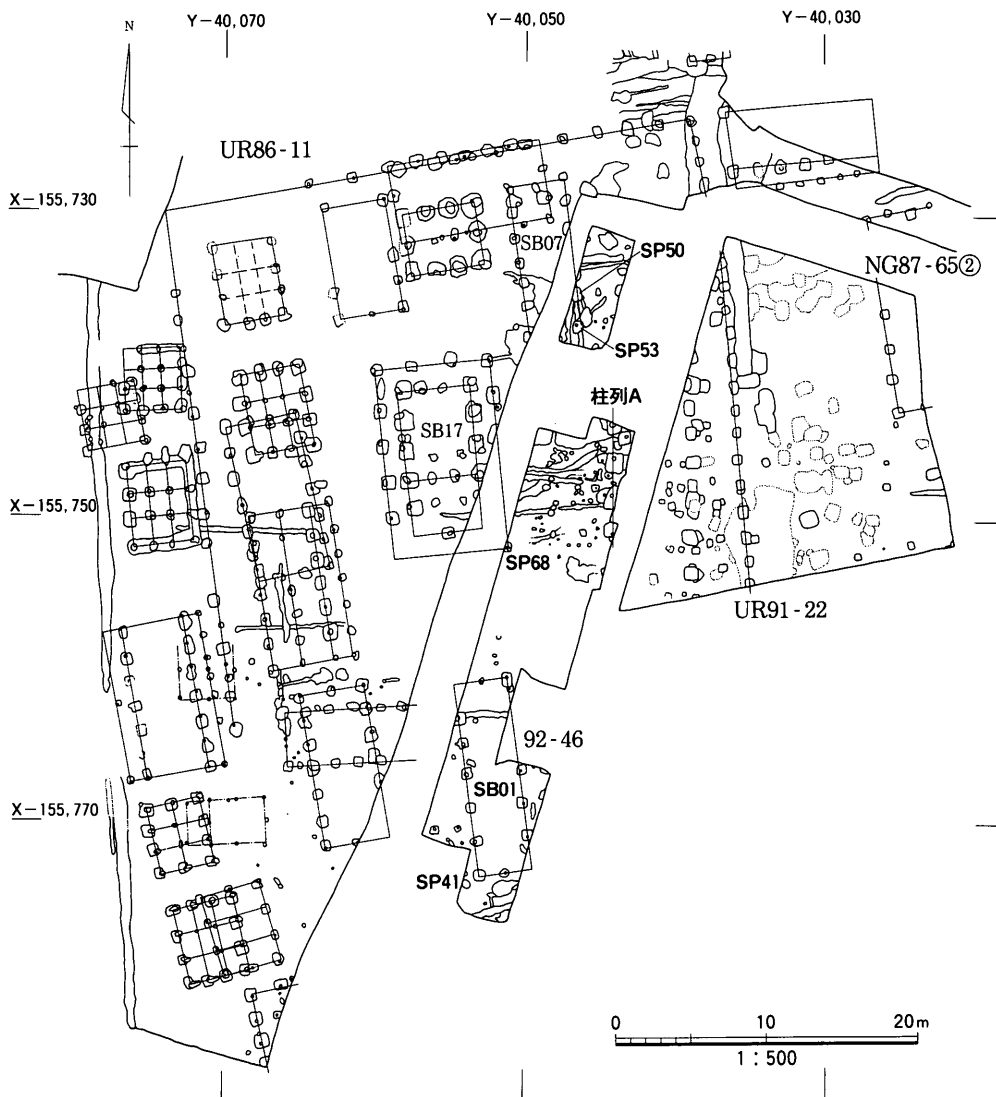 Y−40,070
Y−40,050
Y−40,030
N
UR86-11
X−155,730
SB07
SP50
NG87-65②
SP53
柱列A
SB17
X−155,750
SP68
UR91-22
92-46
SB01
X−155,770
SP41
0 10 20m
1：500